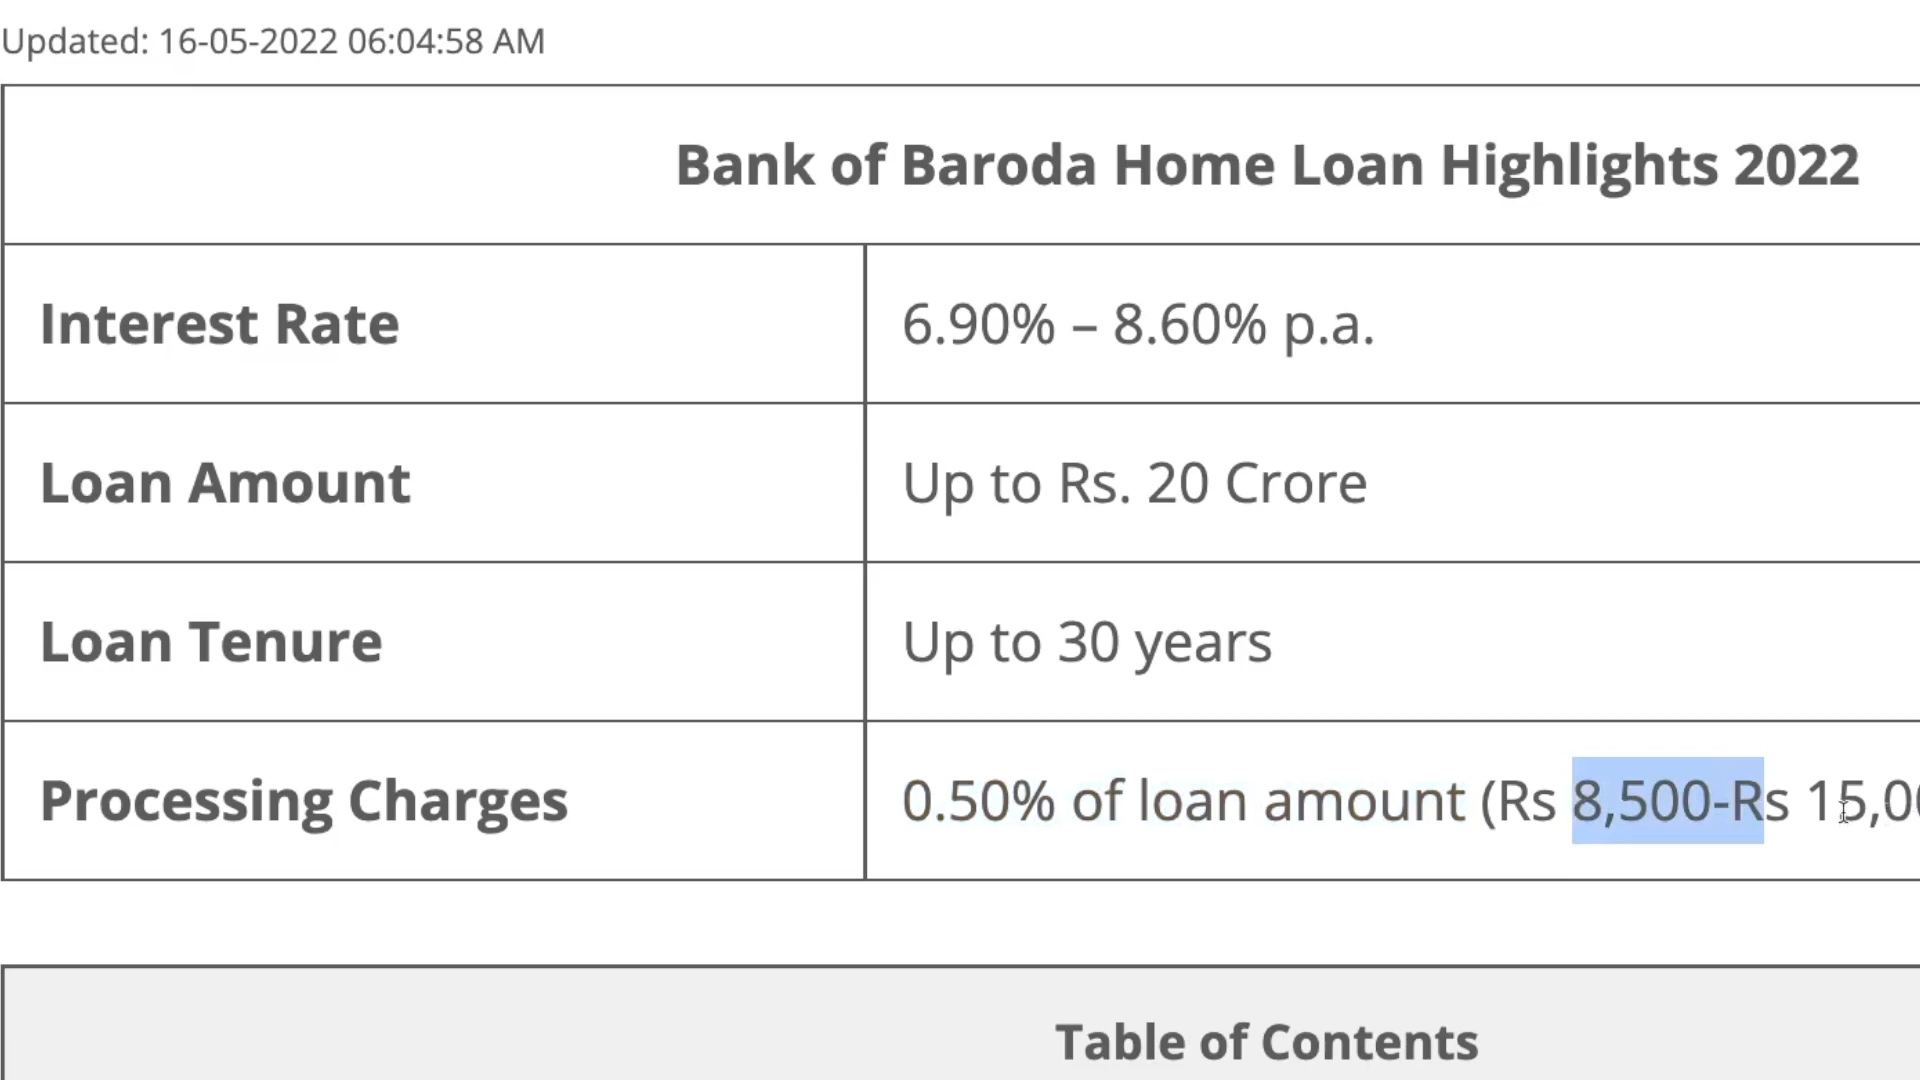 Updated: 16-05-2022 06:04:58 AM
Bank of Baroda Home Loan Highlights 2022
Interest Rate 6.90% – 8.60% p.a.
Loan Amount Up to Rs. 20 Crore
Loan Tenure Up to 30 years
Processing Charges 0.50% of loan amount (Rs 8,500-Rs
Table of Contents